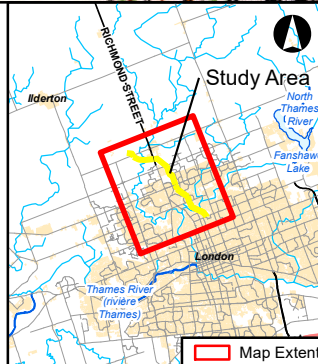 RICHMOND STREET
Study Area
Ilderton
North
Thames
River
Fanshawe
Lake
London
Thames River
(rivière
Thames)
Map Extent